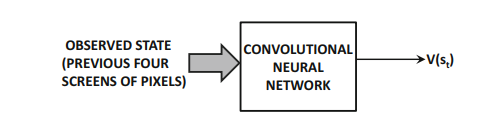 OBSERVED STATE
(PREVIOUS FOUR
SCREENS OF PIXELS)
CONVOLUTIONAL
NEURAL
NETWORK
V(sₜ)